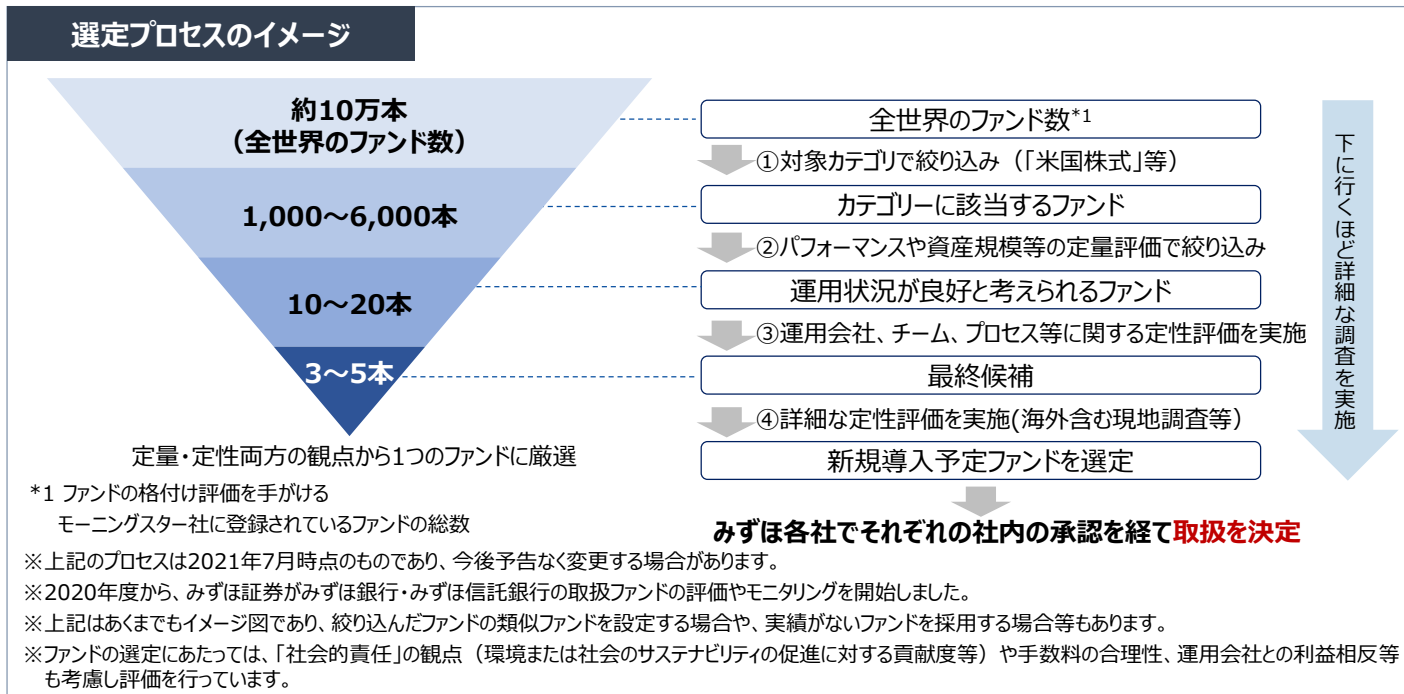 選定プロセスのイメージ
約10万本
（全世界のファンド数）
1,000～6,000本
10～20本
3～5本
定量・定性両方の観点から1つのファンドに厳選
*1 ファンドの格付け評価を手がける
モーニングスター社に登録されているファンドの総数
全世界のファンド数*1
①対象カテゴリで絞り込み（「米国株式」等）
カテゴリーに該当するファンド
②パフォーマンスや資産規模等の定量評価で絞り込み
運用状況が良好と考えられるファンド
③運用会社、チーム、プロセス等に関する定性評価を実施
最終候補
④詳細な定性評価を実施(海外含む現地調査等）
新規導入予定ファンドを選定
みずほ各社でそれぞれの社内の承認を経て取扱を決定
下に行くほど詳細な調査を実施
※上記のプロセスは2021年7月時点のものであり、今後予告なく変更する場合があります。
※2020年度から、みずほ証券がみずほ銀行・みずほ信託銀行の取扱ファンドの評価やモニタリングを開始しました。
※上記はあくまでもイメージ図であり、絞り込んだファンドの類似ファンドを設定する場合や、実績がないファンドを採用する場合等もあります。
※ファンドの選定にあたっては、「社会的責任」の観点（環境または社会のサステナビリティの促進に対する貢献度等）や手数料の合理性、運用会社との利益相反等
も考慮し評価を行っています。